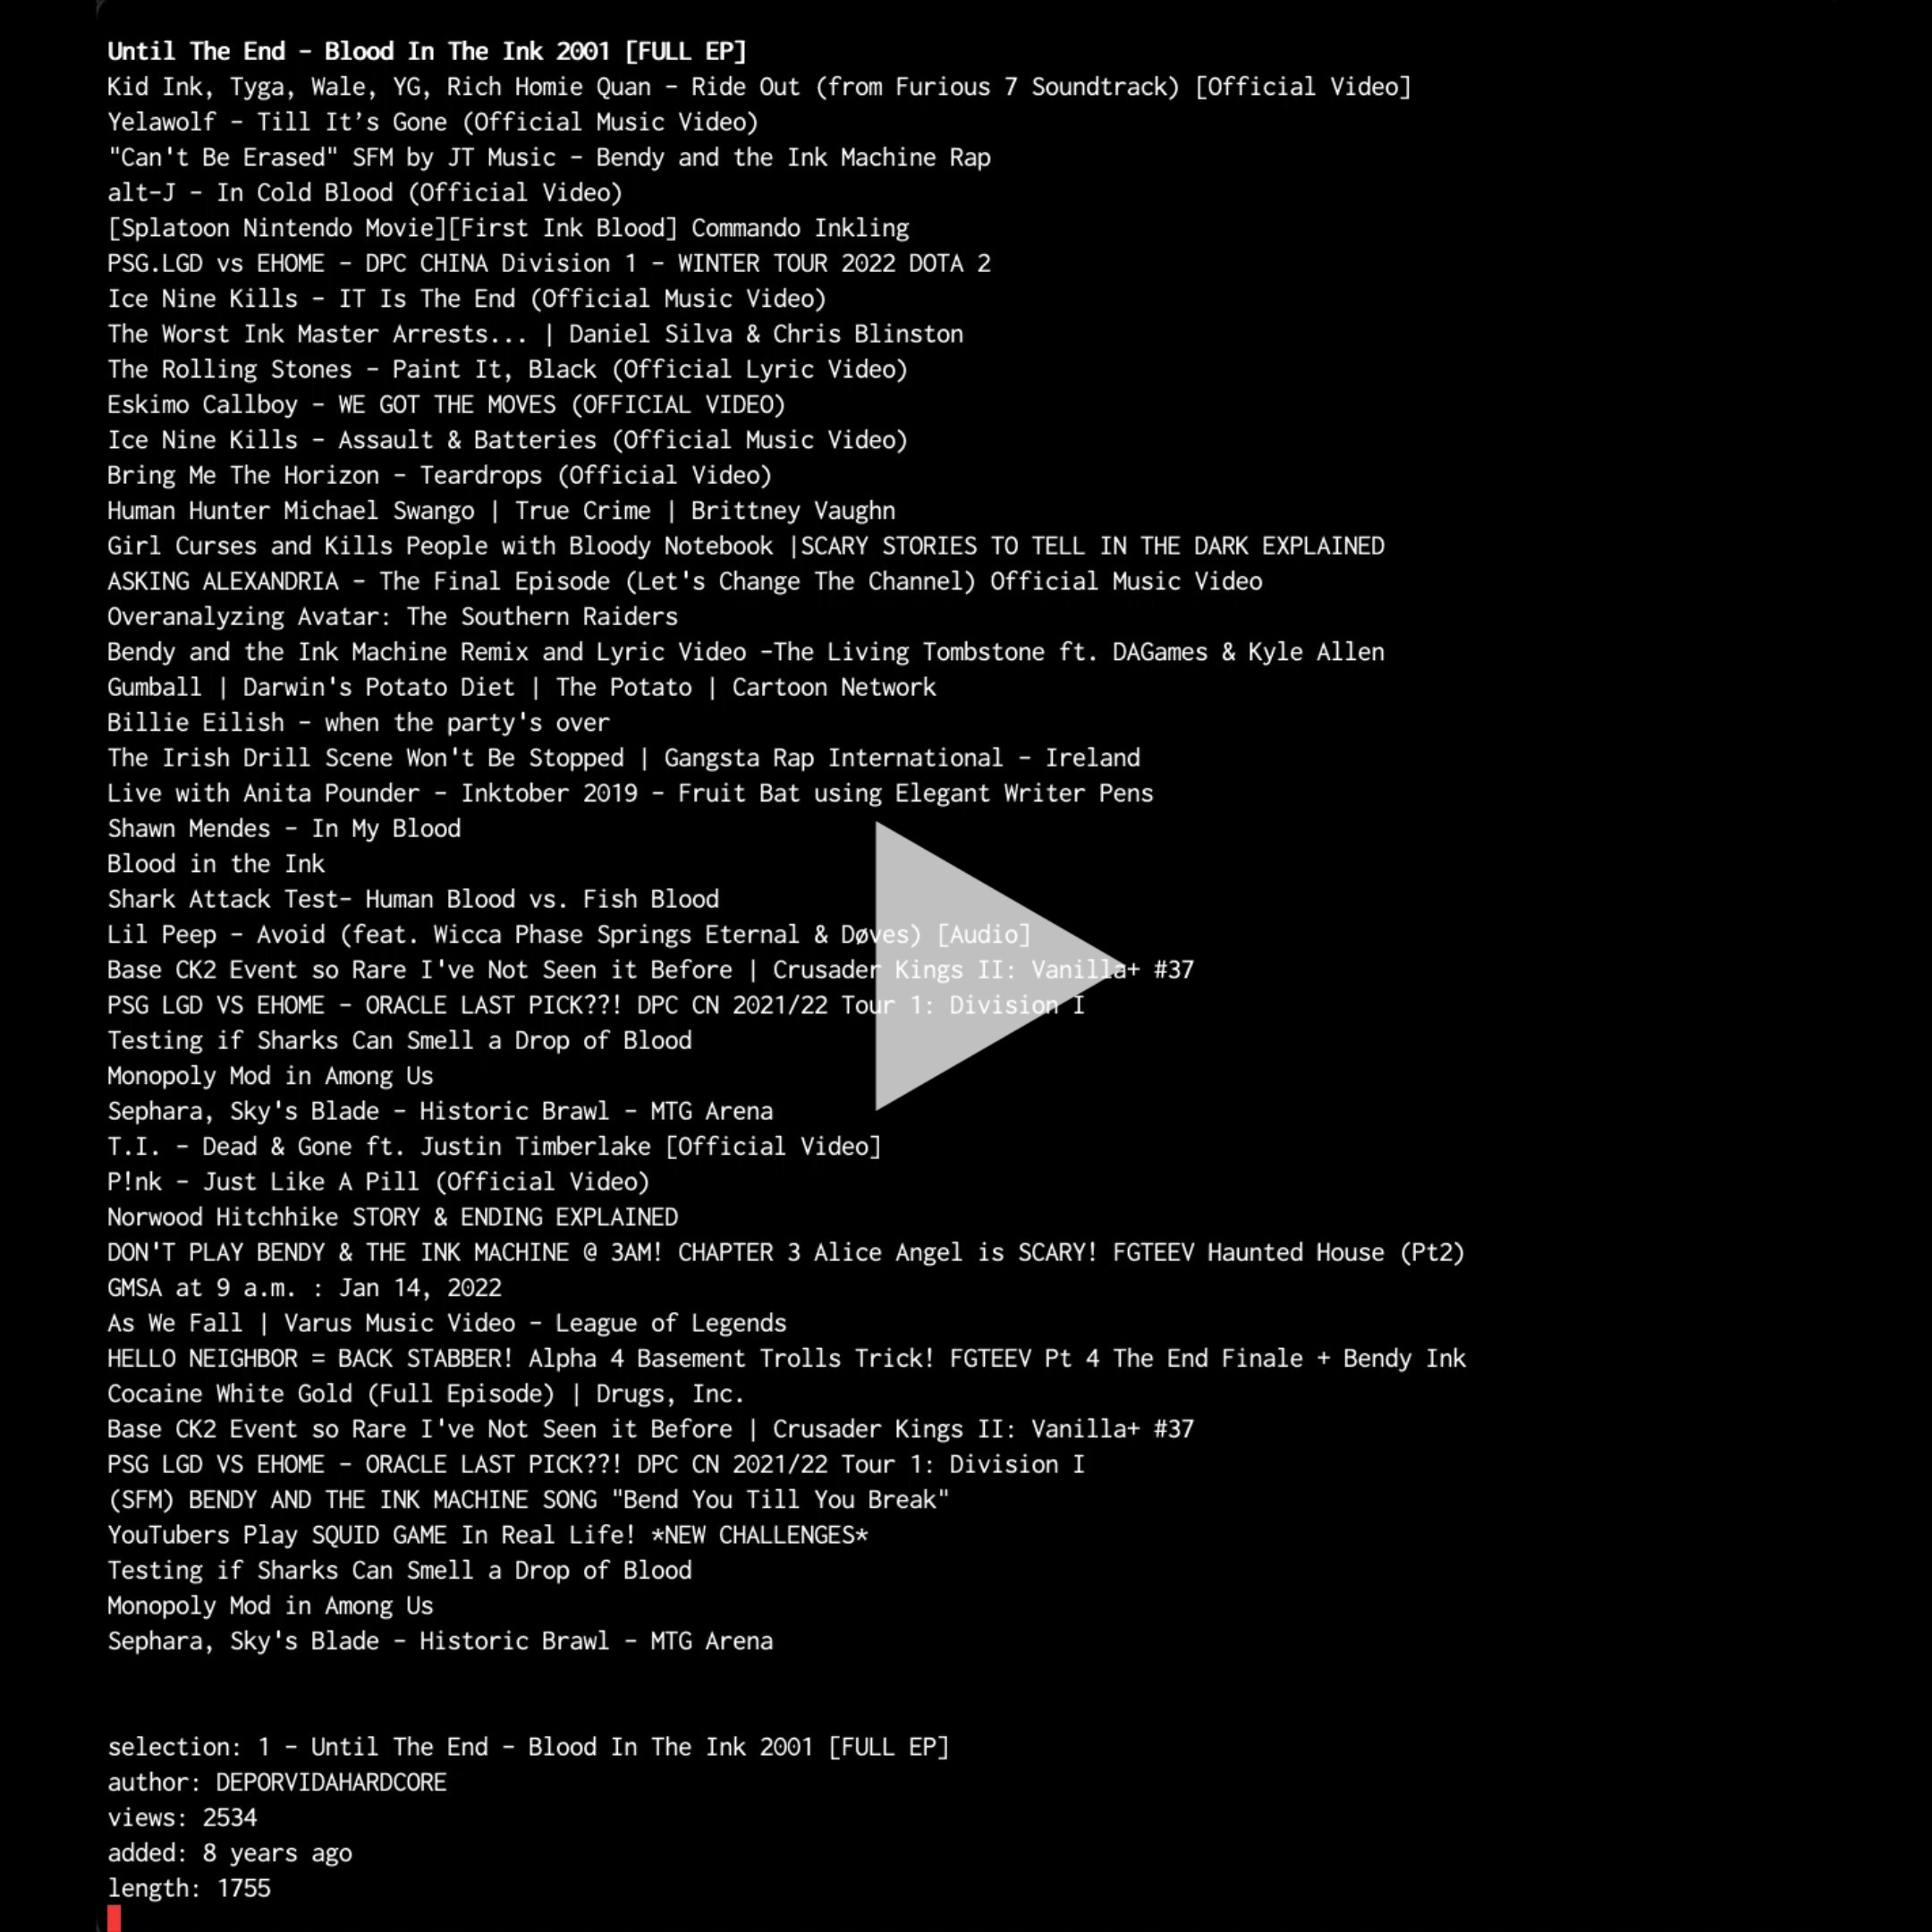 Until The End - Blood In The Ink 2001 [FULL EP]
Kid Ink, Tyga, Wale, YG, Rich Homie Quan - Ride Out (from Furious 7 Soundtrack) [Official Video]
Yelawolf - Till It’s Gone (Official Music Video)
"Can't Be Erased" SFM by JT Music - Bendy and the Ink Machine Rap
alt-J - In Cold Blood (Official Video)
[Splatoon Nintendo Movie][First Ink Blood] Commando Inkling
PSG.LGD vs EHOME - DPC CHINA Division 1 - WINTER TOUR 2022 DOTA 2
Ice Nine Kills - IT Is The End (Official Music Video)
The Worst Ink Master Arrests... | Daniel Silva & Chris Blinston
The Rolling Stones - Paint It, Black (Official Lyric Video)
Eskimo Callboy - WE GOT THE MOVES (OFFICIAL VIDEO)
Ice Nine Kills - Assault & Batteries (Official Music Video)
Bring Me The Horizon - Teardrops (Official Video)
Human Hunter Michael Swango | True Crime | Brittney Vaughn
Girl Curses and Kills People with Bloody Notebook |SCARY STORIES TO TELL IN THE DARK EXPLAINED
ASKING ALEXANDRIA - The Final Episode (Let's Change The Channel) Official Music Video
Overanalyzing Avatar: The Southern Raiders
Bendy and the Ink Machine Remix and Lyric Video -The Living Tombstone ft. DAGames & Kyle Allen
Gumball | Darwin's Potato Diet | The Potato | Cartoon Network
Billie Eilish - when the party's over
The Irish Drill Scene Won't Be Stopped | Gangsta Rap International - Ireland
Live with Anita Pounder - Inktober 2019 - Fruit Bat using Elegant Writer Pens
Shawn Mendes - In My Blood
Blood in the Ink
Shark Attack Test- Human Blood vs. Fish Blood
Lil Peep - Avoid (feat. Wicca Phase Springs Eternal & Døves) [Audio]
Base CK2 Event so Rare I've Not Seen it Before | Crusader Kings II: Vanilla+ #37
PSG LGD VS EHOME - ORACLE LAST PICK??! DPC CN 2021/22 Tour 1: Division I
Testing if Sharks Can Smell a Drop of Blood
Monopoly Mod in Among Us
Sephara, Sky's Blade - Historic Brawl - MTG Arena
T.I. - Dead & Gone ft. Justin Timberlake [Official Video]
P!nk - Just Like A Pill (Official Video)
Norwood Hitchhike STORY & ENDING EXPLAINED
DON'T PLAY BENDY & THE INK MACHINE @ 3AM! CHAPTER 3 Alice Angel is SCARY! FGTEEV Haunted House (Pt2)
GMSA at 9 a.m. : Jan 14, 2022
As We Fall | Varus Music Video - League of Legends
HELLO NEIGHBOR = BACK STABBER! Alpha 4 Basement Trolls Trick! FGTEEV Pt 4 The End Finale + Bendy Ink
Cocaine White Gold (Full Episode) | Drugs, Inc.
Base CK2 Event so Rare I've Not Seen it Before | Crusader Kings II: Vanilla+ #37
PSG LGD VS EHOME - ORACLE LAST PICK??! DPC CN 2021/22 Tour 1: Division I
(SFM) BENDY AND THE INK MACHINE SONG "Bend You Till You Break"
YouTubers Play SQUID GAME In Real Life! *NEW CHALLENGES*
Testing if Sharks Can Smell a Drop of Blood
Monopoly Mod in Among Us
Sephara, Sky's Blade - Historic Brawl - MTG Arena
selection: 1 - Until The End - Blood In The Ink 2001 [FULL EP]
author: DEPORVIDAHARDCORE
views: 2534
added: 8 years ago
length: 1755